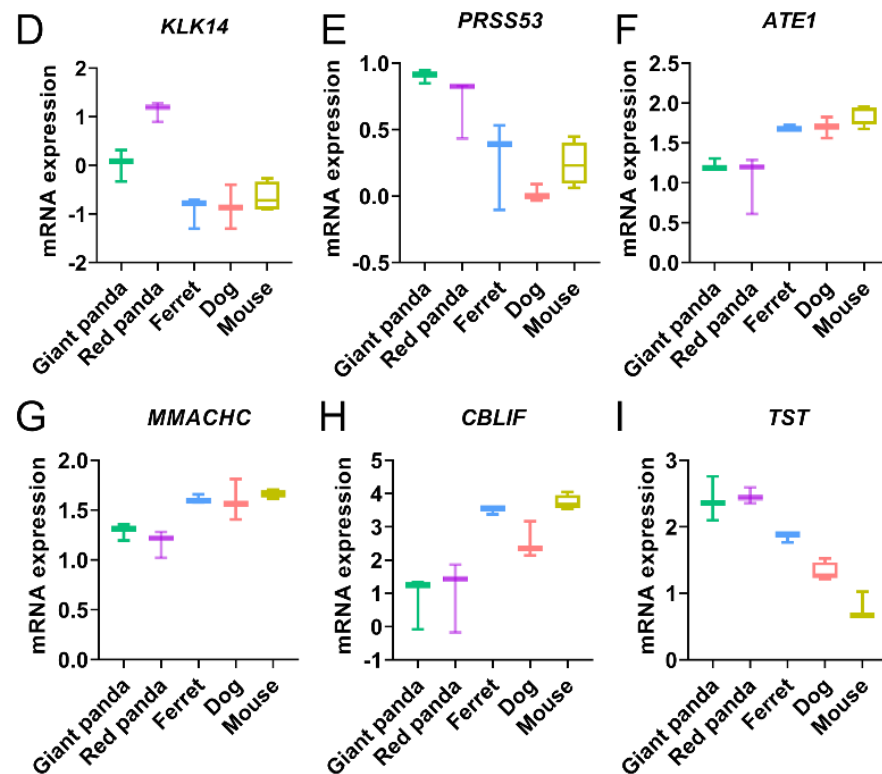 D
KLK14
mRNA expression
2
1
0
-1
-2
Giant panda
Red panda
Ferret
Dog
Mouse
E
PRSS53
mRNA expression
1.0
0.5
0.0
-0.5
Giant panda
Red panda
Ferret
Dog
Mouse
F
ATE1
mRNA expression
2.5
2.0
1.5
1.0
0.5
0.0
Giant panda
Red panda
Ferret
Dog
Mouse
G
MMACHC
mRNA expression
2.0
1.5
1.0
0.5
0.0
Giant panda
Red panda
Ferret
Dog
Mouse
H
CBLIF
mRNA expression
5
4
3
2
1
0
-1
Giant panda
Red panda
Ferret
Dog
Mouse
I
TST
mRNA expression
3
2
1
0
Giant panda
Red panda
Ferret
Dog
Mouse